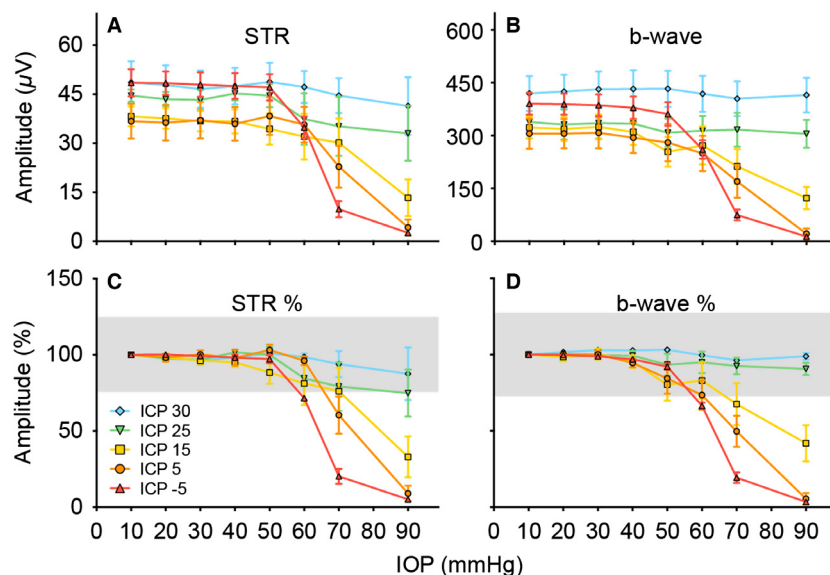 A
STR
B
b-wave
Amplitude (µV)
60
45
30
15
0
600
450
300
150
0
C
STR %
D
b-wave %
Amplitude (%)
150
100
50
0
ICP 30
ICP 25
ICP 15
ICP 5
ICP -5
0 10 20 30 40 50 60 70 80 90
0 10 20 30 40 50 60 70 80 90
IOP (mmHg)